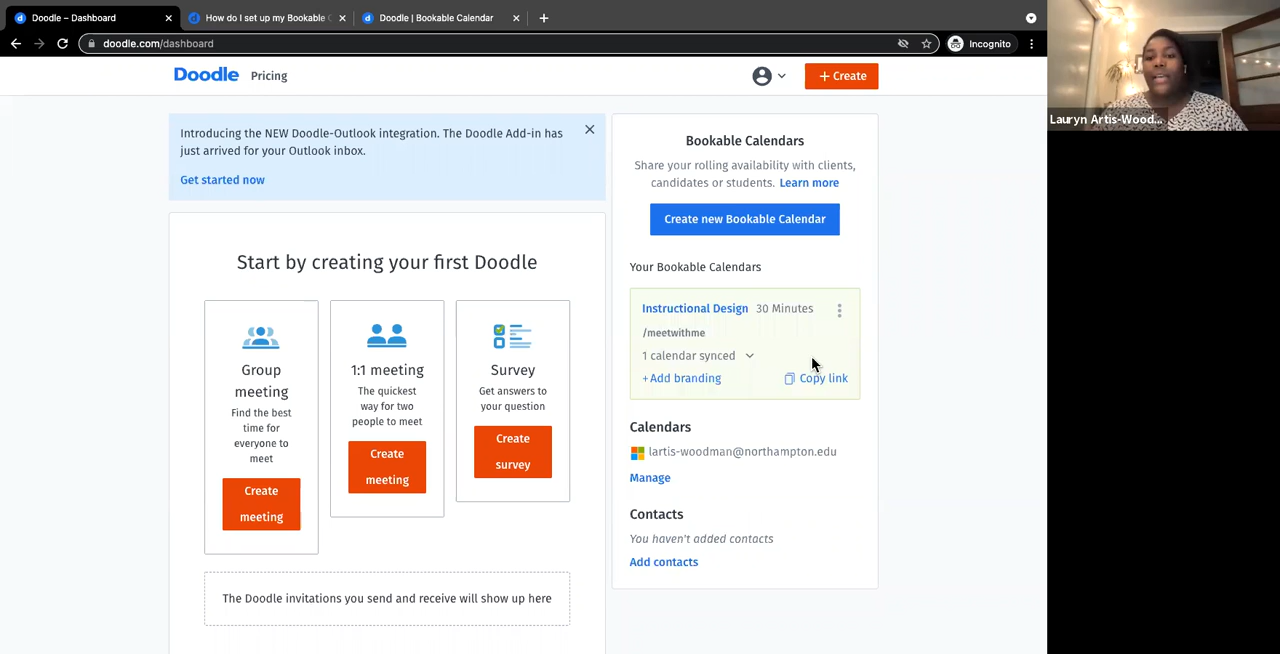 Doodle – Dashboard
How do I set up my Bookable C
Doodle | Bookable Calendar
doodle.com/dashboard
Incognito
Doodle
Pricing
+ Create
Introducing the NEW Doodle-Outlook integration. The Doodle Add-in has
just arrived for your Outlook inbox.
Get started now
Start by creating your first Doodle
Group
meeting
Find the best
time for
everyone to
meet
Create
meeting
1:1 meeting
The quickest
way for two
people to meet
Create
meeting
Survey
Get answers to
your question
Create
survey
The Doodle invitations you send and receive will show up here
Bookable Calendars
Share your rolling availability with clients,
candidates or students. Learn more
Create new Bookable Calendar
Your Bookable Calendars
Instructional Design 30 Minutes
/meetwithme
1 calendar synced
+ Add branding
Copy link
Calendars
lartis-woodman@northampton.edu
Manage
Contacts
You haven't added contacts
Add contacts
Lauryn Artis-Wood...